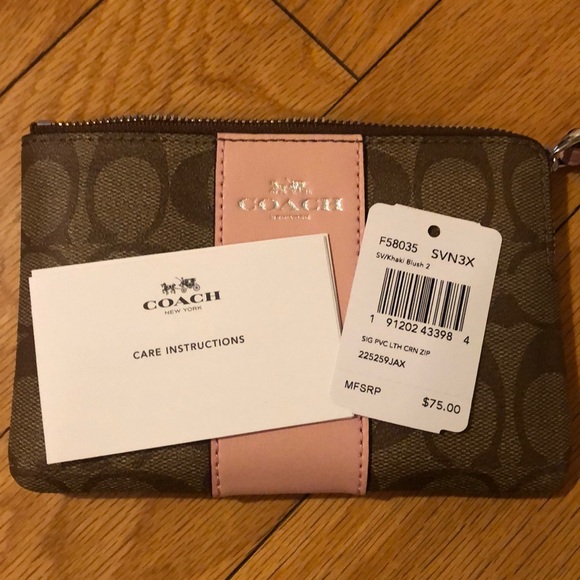 COACH
COACH
NEW YORK
CARE INSTRUCTIONS
F58035 SVN3X
SV/Khaki Blush 2
1 91202 43398 4
SIG PVC LTH CRN ZIP
225259JAX
MFSRP $75.00